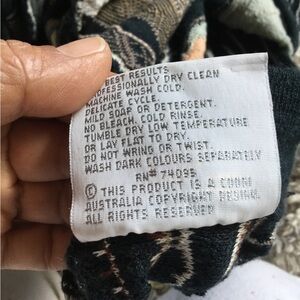 BEST RESULTS
PROFESSIONALLY DRY CLEAN
MACHINE WASH COLD.
DELICATE CYCLE.
MILD SOAP OR DETERGENT.
NO BLEACH. COLD RINSE.
TUMBLE DRY LOW TEMPERATURE
OR LAY FLAT TO DRY.
DO NOT WRING OR TWIST.
WASH DARK COLOURS SEPARATELY
RN# 74095
© THIS PRODUCT IS A
AUSTRALIA COPYRIGHT DESIGN.
ALL RIGHTS RESERVED